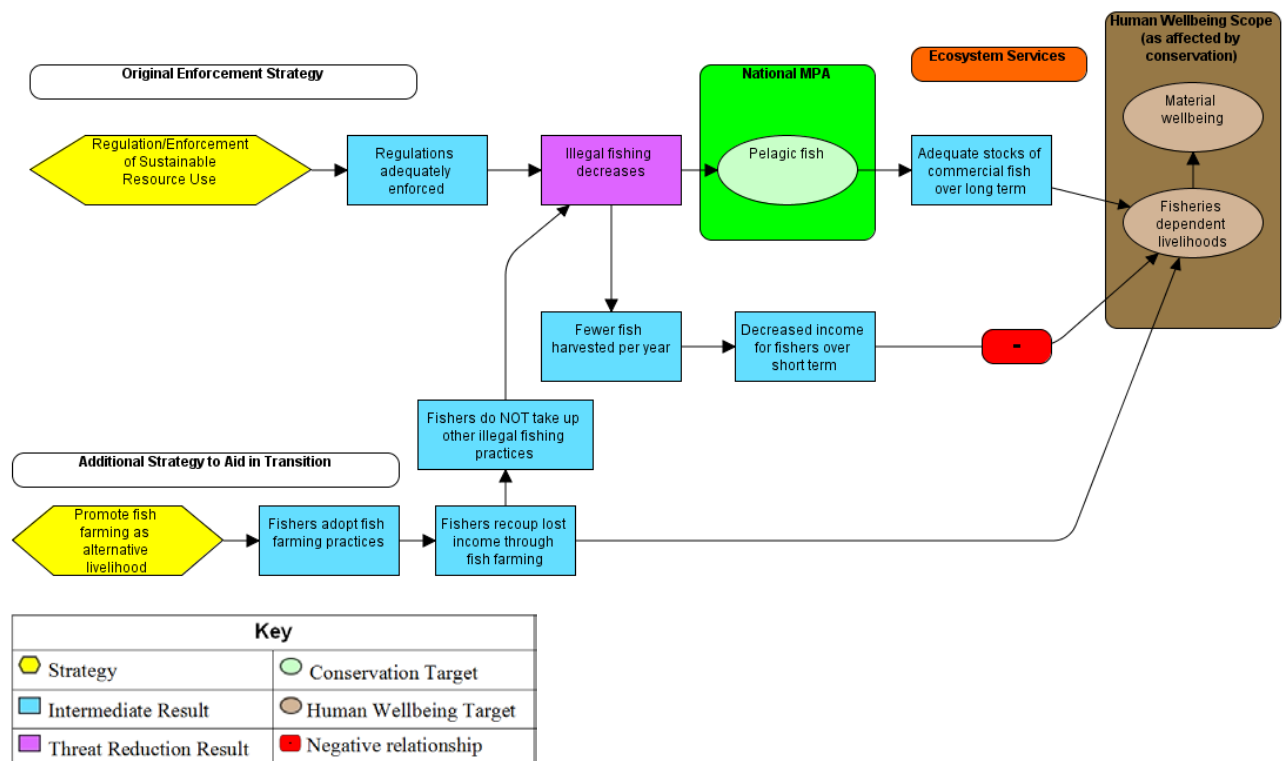 Human Wellbeing Scope
(as affected by
conservation)
Original Enforcement Strategy
National MPA
Ecosystem Services
Regulation/Enforcement
of Sustainable
Resource Use
Regulations
adequately
enforced
Illegal fishing
decreases
Pelagic fish
Adequate stocks of
commercial fish
over long term
Material
wellbeing
Fisheries
dependent
livelihoods
Fewer fish
harvested per year
Decreased income
for fishers over
short term
-
Fishers do NOT take up
other illegal fishing
practices
Additional Strategy to Aid in Transition
Promote fish
farming as
alternative
livelihood
Fishers adopt fish
farming practices
Fishers recoup lost
income through
fish farming
Key
Strategy
Conservation Target
Intermediate Result
Human Wellbeing Target
Threat Reduction Result
- Negative relationship